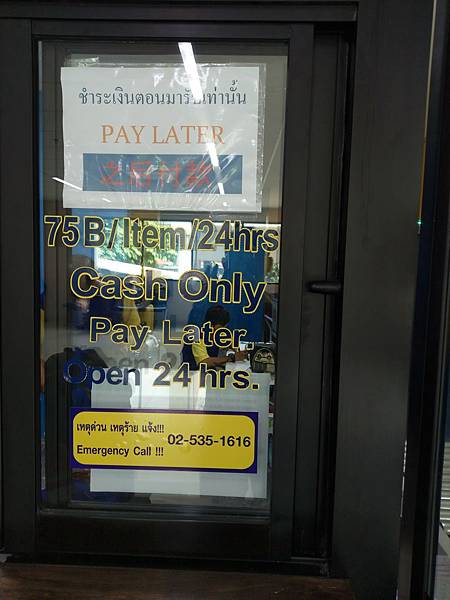 ชำระเงินตอนมารับเท่านั้น
PAY LATER
之后付款
75B/Item/24hrs
Cash Only
Pay Later
Open 24 hrs.
เหตุด่วน เหตุร้าย แจ้ง!!!
02-535-1616
Emergency Call !!!